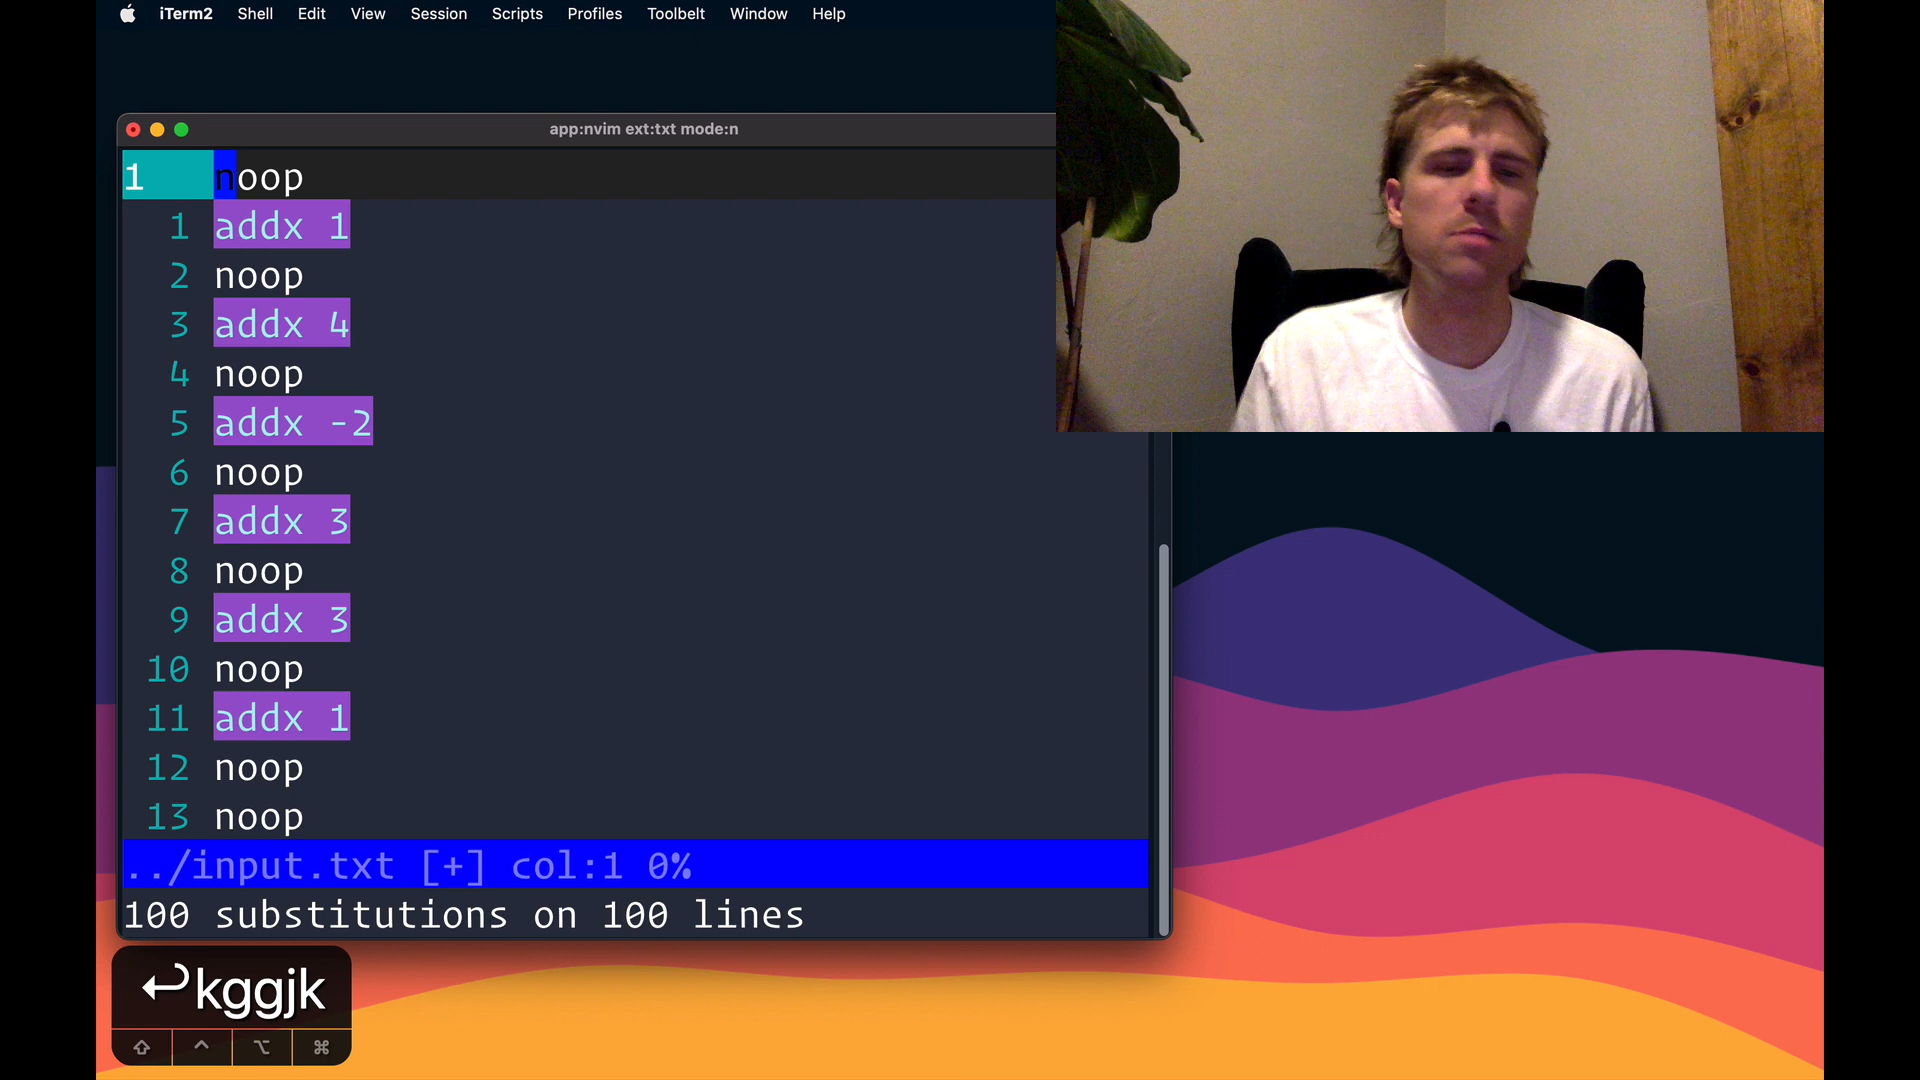 iTerm2 Shell Edit View Session Scripts Profiles Toolbelt Window Help
app:nvim ext:txt mode:n
1 noop
1 addx 1
2 noop
3 addx 4
4 noop
5 addx -2
6 noop
7 addx 3
8 noop
9 addx 3
10 noop
11 addx 1
12 noop
13 noop
../input.txt [+] col:1 0%
100 substitutions on 100 lines
↩kggjk
⇧ ^ ⌥ ⌘